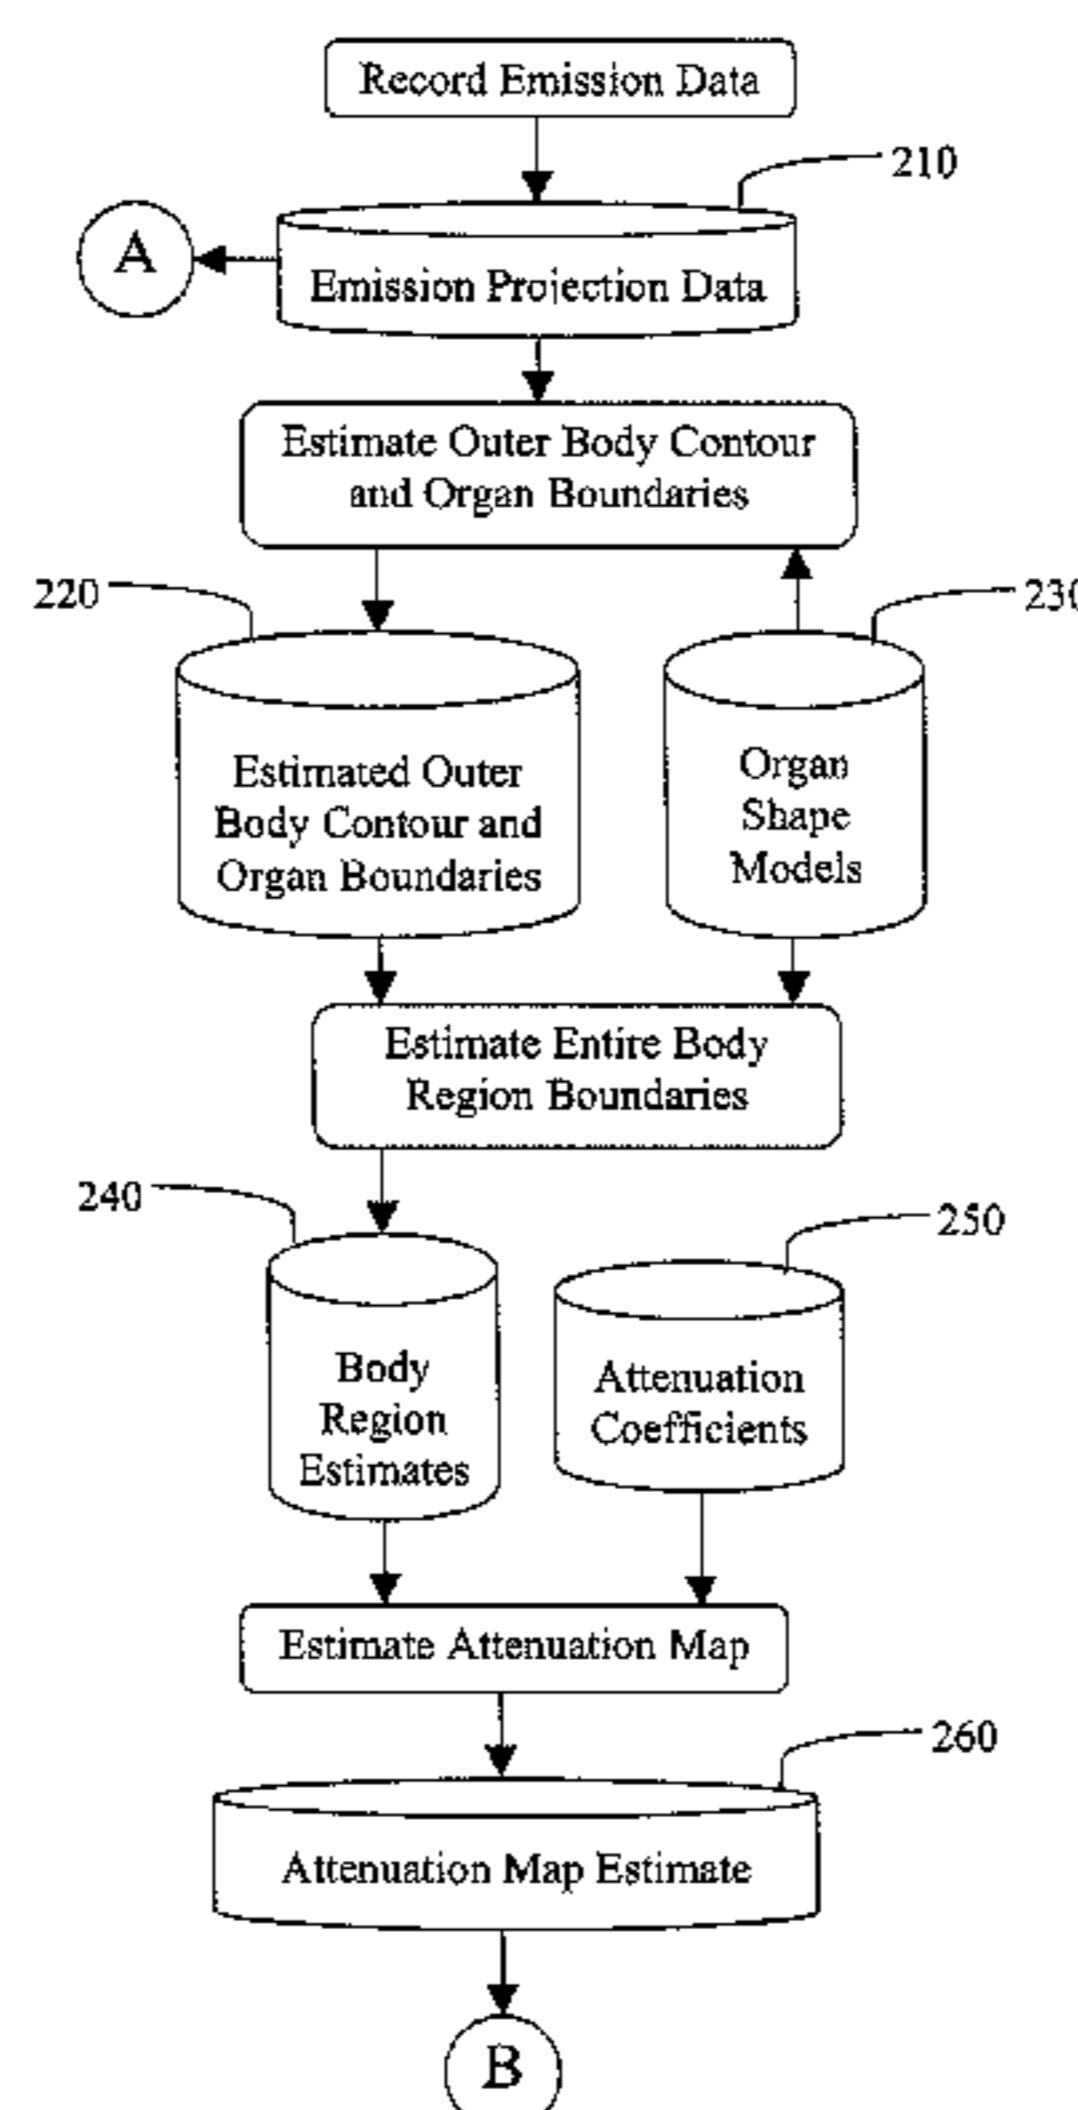 Record Emission Data
210
A
Emission Projection Data
Estimate Outer Body Contour
and Organ Boundaries
220
230
Estimated Outer
Body Contour and
Organ Boundaries
Organ
Shape
Models
Estimate Entire Body
Region Boundaries
240
250
Body
Region
Estimates
Attenuation
Coefficients
Estimate Attenuation Map
260
Attenuation Map Estimate
B